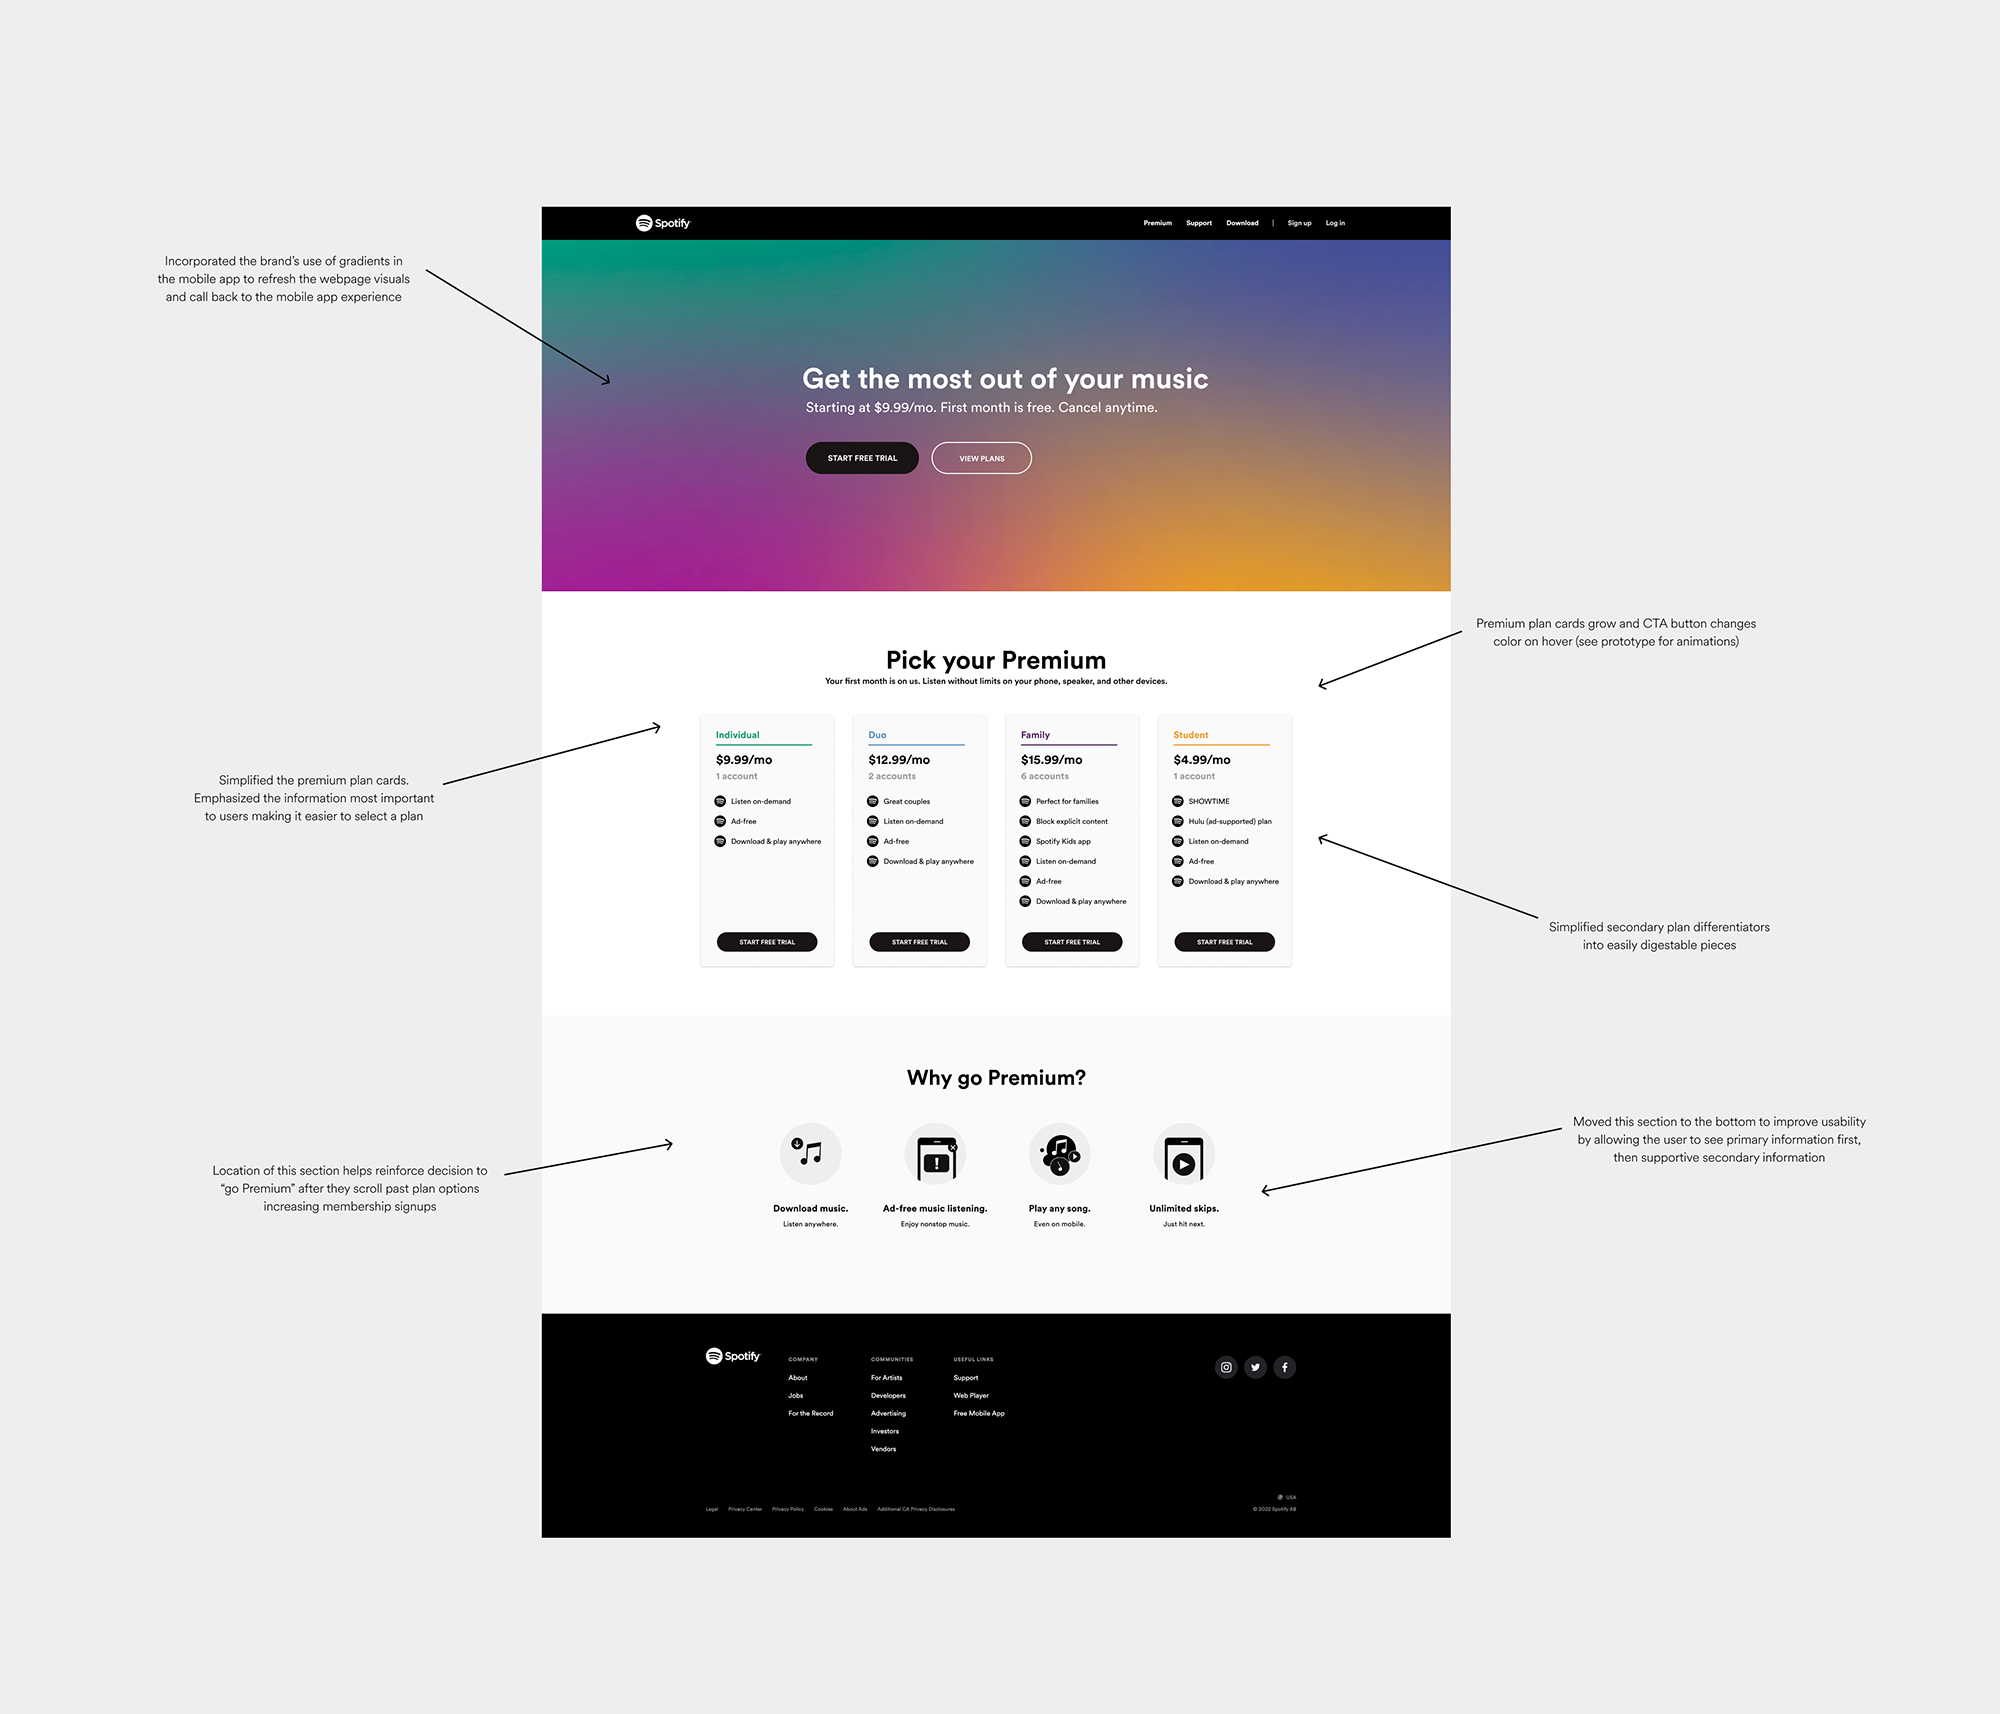 Spotify
Premium Support Download | Sign up Log in
Incorporated the brand's use of gradients in
the mobile app to refresh the webpage visuals
and call back to the mobile app experience
Get the most out of your music
Starting at $9.99/mo. First month is free. Cancel anytime.
START FREE TRIAL
VIEW PLANS
Premium plan cards grow and CTA button changes
color on hover (see prototype for animations)
Pick your Premium
Your first month is on us. Listen without limits on your phone, speaker, and other devices.
Simplified the premium plan cards.
Emphasized the information most important
to users making it easier to select a plan
Individual
$9.99/mo
1 account
Listen on-demand
Ad-free
Download & play anywhere
START FREE TRIAL
Duo
$12.99/mo
2 accounts
Great couples
Listen on-demand
Ad-free
Download & play anywhere
START FREE TRIAL
Family
$15.99/mo
6 accounts
Perfect for families
Block explicit content
Spotify Kids app
Listen on-demand
Ad-free
Download & play anywhere
START FREE TRIAL
Student
$4.99/mo
1 account
SHOWTIME
Hulu (ad-supported) plan
Listen on-demand
Ad-free
Download & play anywhere
START FREE TRIAL
Simplified secondary plan differentiators
into easily digestable pieces
Why go Premium?
Moved this section to the bottom to improve usability
by allowing the user to see primary information first,
then supportive secondary information
Location of this section helps reinforce decision to
“go Premium” after they scroll past plan options
increasing membership signups
Download music.
Listen anywhere.
Ad-free music listening.
Enjoy nonstop music.
Play any song.
Even on mobile.
Unlimited skips.
Just hit next.
Spotify
COMPANY
About
Jobs
For the Record
COMMUNITIES
For Artists
Developers
Advertising
Investors
Vendors
USEFUL LINKS
Support
Web Player
Free Mobile App
USA
Legal Privacy Center Privacy Policy Cookies About Ads Additional CA Privacy Disclosures
© 2022 Spotify AB